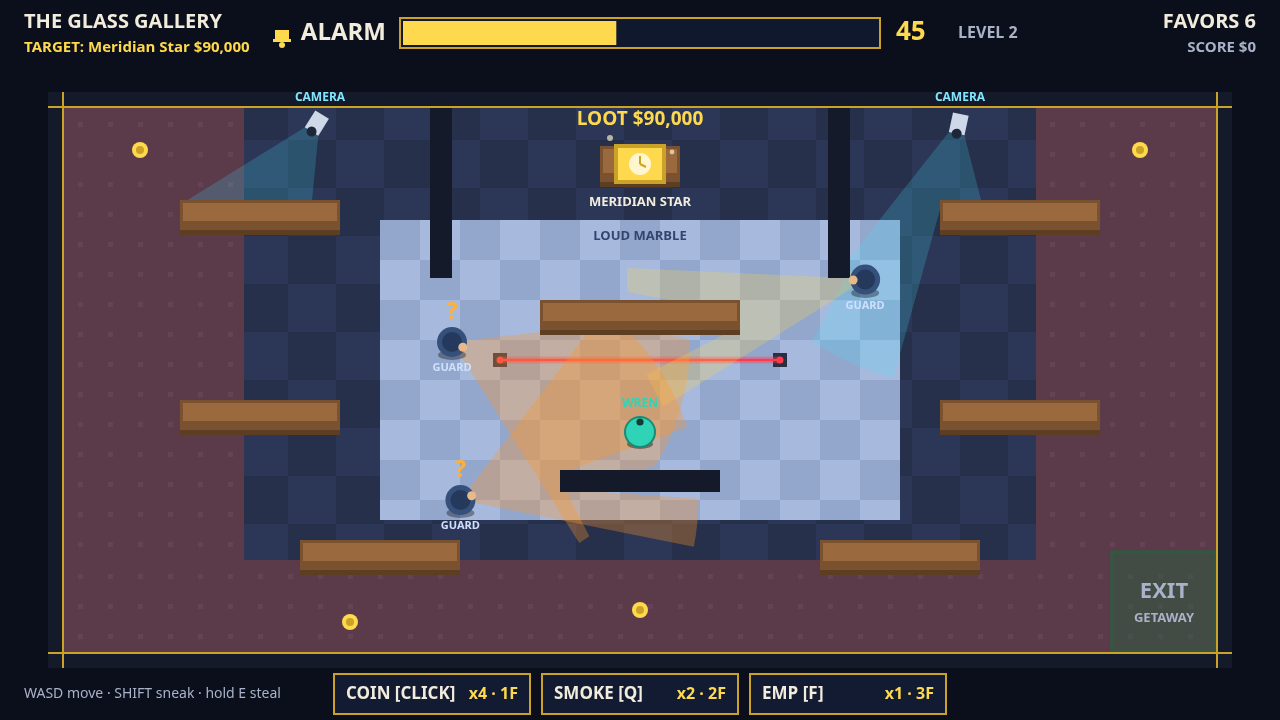 THE GLASS GALLERY
TARGET: Meridian Star $90,000
ALARM
45
LEVEL 2
FAVORS 6
SCORE $0
CAMERA
CAMERA
LOOT $90,000
MERIDIAN STAR
LOUD MARBLE
GUARD
?
GUARD
WREN
?
GUARD
EXIT
GETAWAY
WASD move · SHIFT sneak · hold E steal
COIN [CLICK] x4 · 1F
SMOKE [Q] x2 · 2F
EMP [F] x1 · 3F